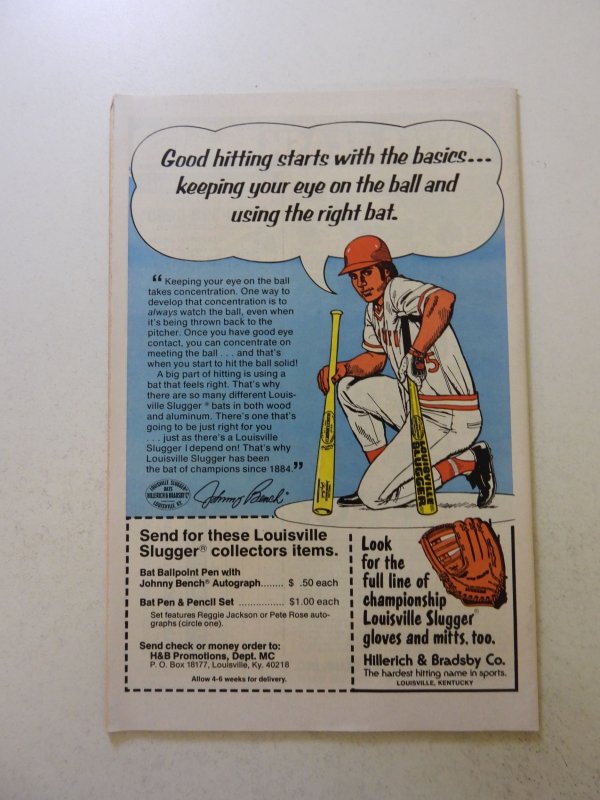 Good hitting starts with the basics...
keeping your eye on the ball and
using the right bat.
“ Keeping your eye on the ball
takes concentration. One way to
develop that concentration is to
always watch the ball, even when
it's being thrown back to the
pitcher. Once you have good eye
contact, you can concentrate on
meeting the ball . . . and that's
when you start to hit the ball solid!
A big part of hitting is using a
bat that feels right. That's why
there are so many different Louis-
ville Slugger® bats in both wood
and aluminum. There's one that's
going to be just right for you
. . . just as there's a Louisville
Slugger I depend on! That's why
Louisville Slugger has been
the bat of champions since 1884.”
LOUISVILLE SLUGGER
BATS
HILLERICH & BRADSBY CO
LOUISVILLE, KY.
Johnny Bench
5
LOUISVILLE
SLUGGER
Send for these Louisville
Slugger® collectors items.
Bat Ballpoint Pen with
Johnny Bench® Autograph........ $ .50 each
Bat Pen & Pencil Set ................ $1.00 each
Set features Reggie Jackson or Pete Rose auto-
graphs (circle one).
Send check or money order to:
H&B Promotions, Dept. MC
P. O. Box 18177, Louisville, Ky. 40218
Allow 4-6 weeks for delivery.
Look
for the
full line of
championship
Louisville Slugger®
gloves and mitts, too.
Hillerich & Bradsby Co.
The hardest hitting name in sports.
LOUISVILLE, KENTUCKY